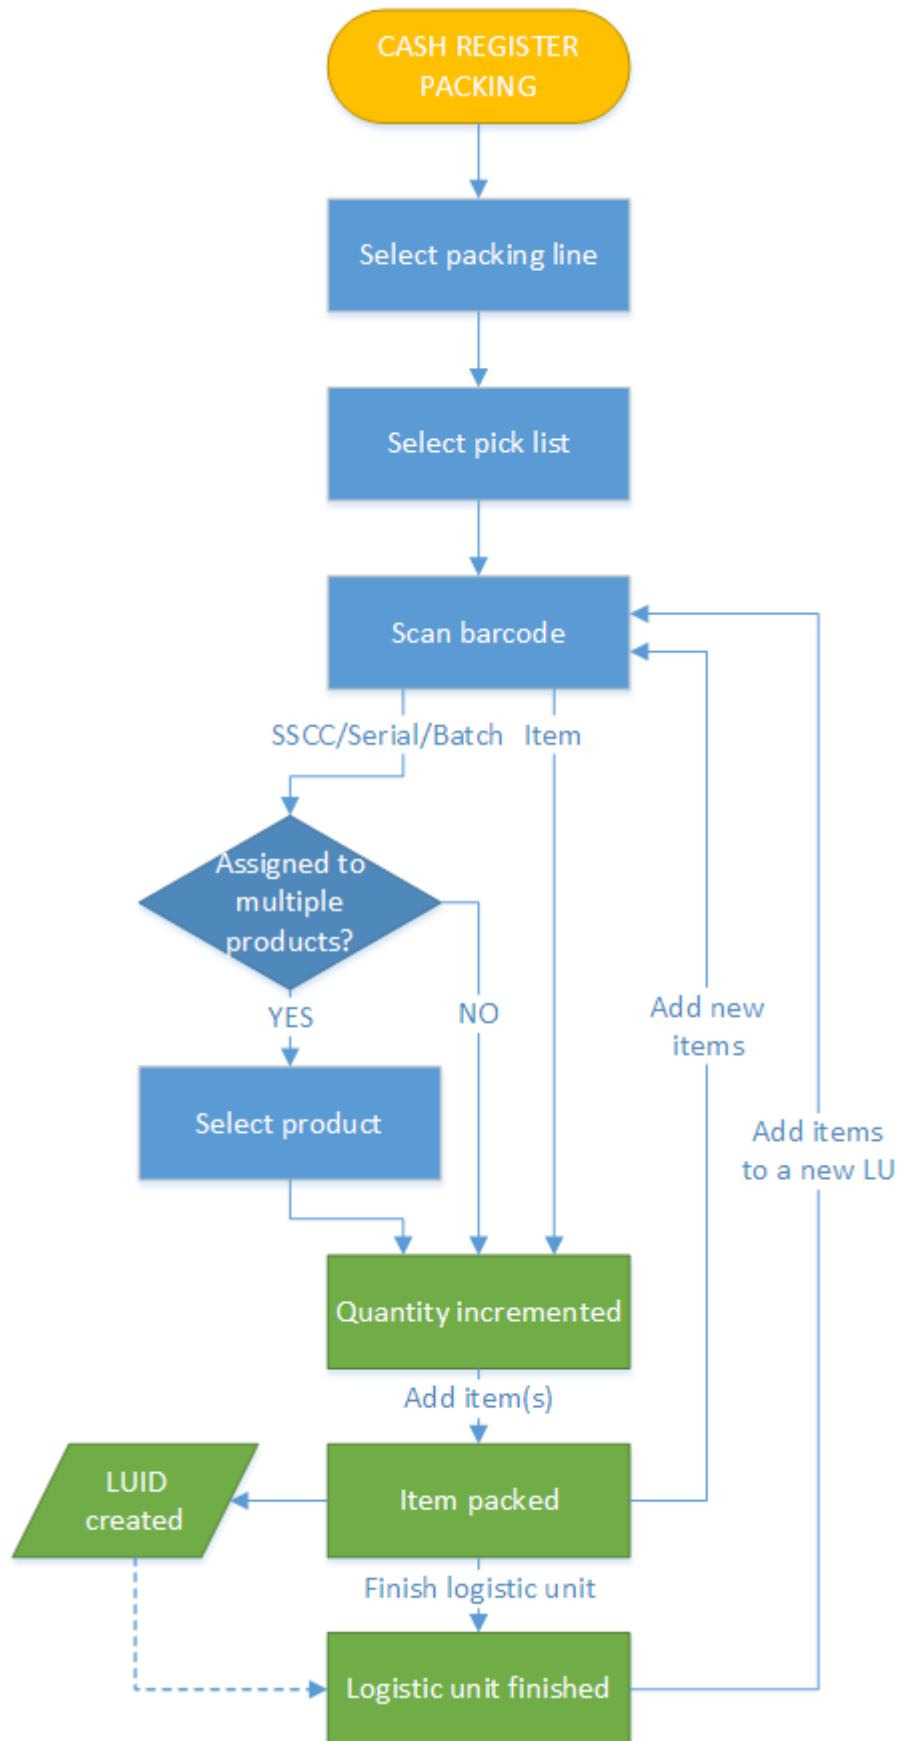 CASH REGISTER
PACKING
Select packing line
Select pick list
Scan barcode
SSCC/Serial/Batch
Item
Assigned to
multiple
products?
YES
NO
Add new
items
Select product
Add items
to a new LU
Quantity incremented
Add item(s)
LUID
created
Item packed
Finish logistic unit
Logistic unit finished